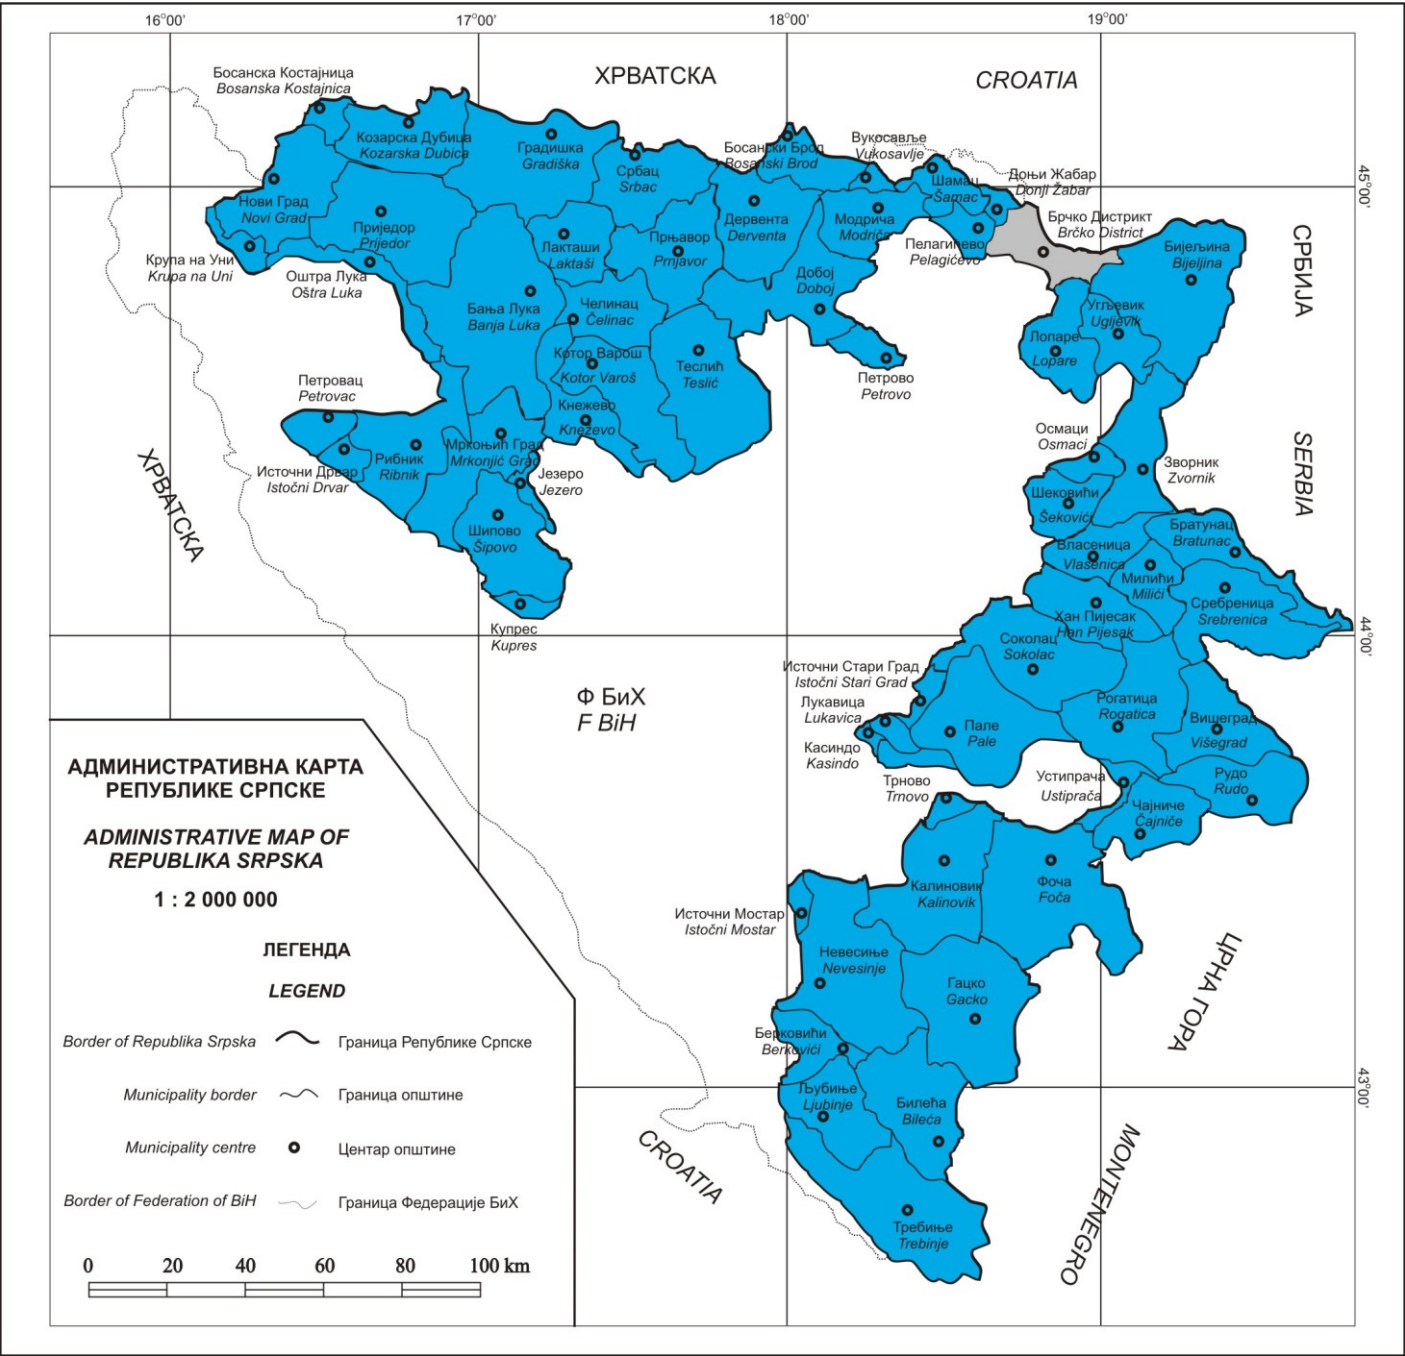 16°00'
17°00'
18°00'
19°00'
ХРВАТСКА
CROATIA
Босанска Костајница
Bosanska Kostajnica
Козарска Дубица
Kozarska Dubica
Градишка
Gradiška
Србац
Srbac
Босански Брод
Bosanski Brod
Вукосавље
Vukosavlje
Шамац
Šamac
Доњи Жабар
Donji Žabar
Брчко Дистрикт
Brčko District
45°00'
Нови Град
Novi Grad
Приједор
Prijedor
Лакташи
Laktaši
Прњавор
Prnjavor
Дервента
Derventa
Модрича
Modriča
Пелагићево
Pelagićevo
Бијељина
Bijeljina
СРБИЈА
Крупа на Уни
Krupa na Uni
Оштра Лука
Oštra Luka
Бања Лука
Banja Luka
Челинац
Čelinac
Добој
Doboj
Угљевик
Ugljevik
Лопаре
Lopare
Котор Варош
Kotor Varoš
Теслић
Teslić
Петрово
Petrovo
Петровац
Petrovac
Кнежево
Knezevo
Источни Дрвар
Istočni Drvar
Рибник
Ribnik
Мркоњић Град
Mrkonjić Grad
Језеро
Jezero
Осмаци
Osmaci
Зворник
Zvornik
SERBIA
ХРВАТСКА
Шипово
Šipovo
Шековићи
Šekovići
Братунац
Bratunac
Власеница
Vlasenica
Милићи
Milići
Сребреница
Srebrenica
Хан Пијесак
Han Pijesak
Купрес
Kupres
44°00'
Соколац
Sokolac
Источни Стари Град
Istočni Stari Grad
Ф БиХ
F BiH
Лукавица
Lukavica
Касиндо
Kasindo
Пале
Pale
Рогатица
Rogatica
Вишеград
Višegrad
Трново
Trnovo
Устипрача
Ustiprača
Рудо
Rudo
Чајниче
Čajniče
Калиновик
Kalinovik
Фоча
Foča
Источни Мостар
Istočni Mostar
Невесиње
Nevesinje
Гацко
Gacko
ЦРНА ГОРА
Берковићи
Berkovići
43°00'
Љубиње
Ljubinje
Билећа
Bileća
CROATIA
MONTENEGRO
Требиње
Trebinje
АДМИНИСТРАТИВНА КАРТА
РЕПУБЛИКЕ СРПСКЕ
ADMINISTRATIVE MAP OF
REPUBLIKA SRPSKA
1 : 2 000 000
ЛЕГЕНДА
LEGEND
Border of Republika Srpska Граница Републике Српске
Municipality border Граница општине
Municipality centre Центар општине
Border of Federation of BiH Граница Федерације БиХ
0 20 40 60 80 100 km